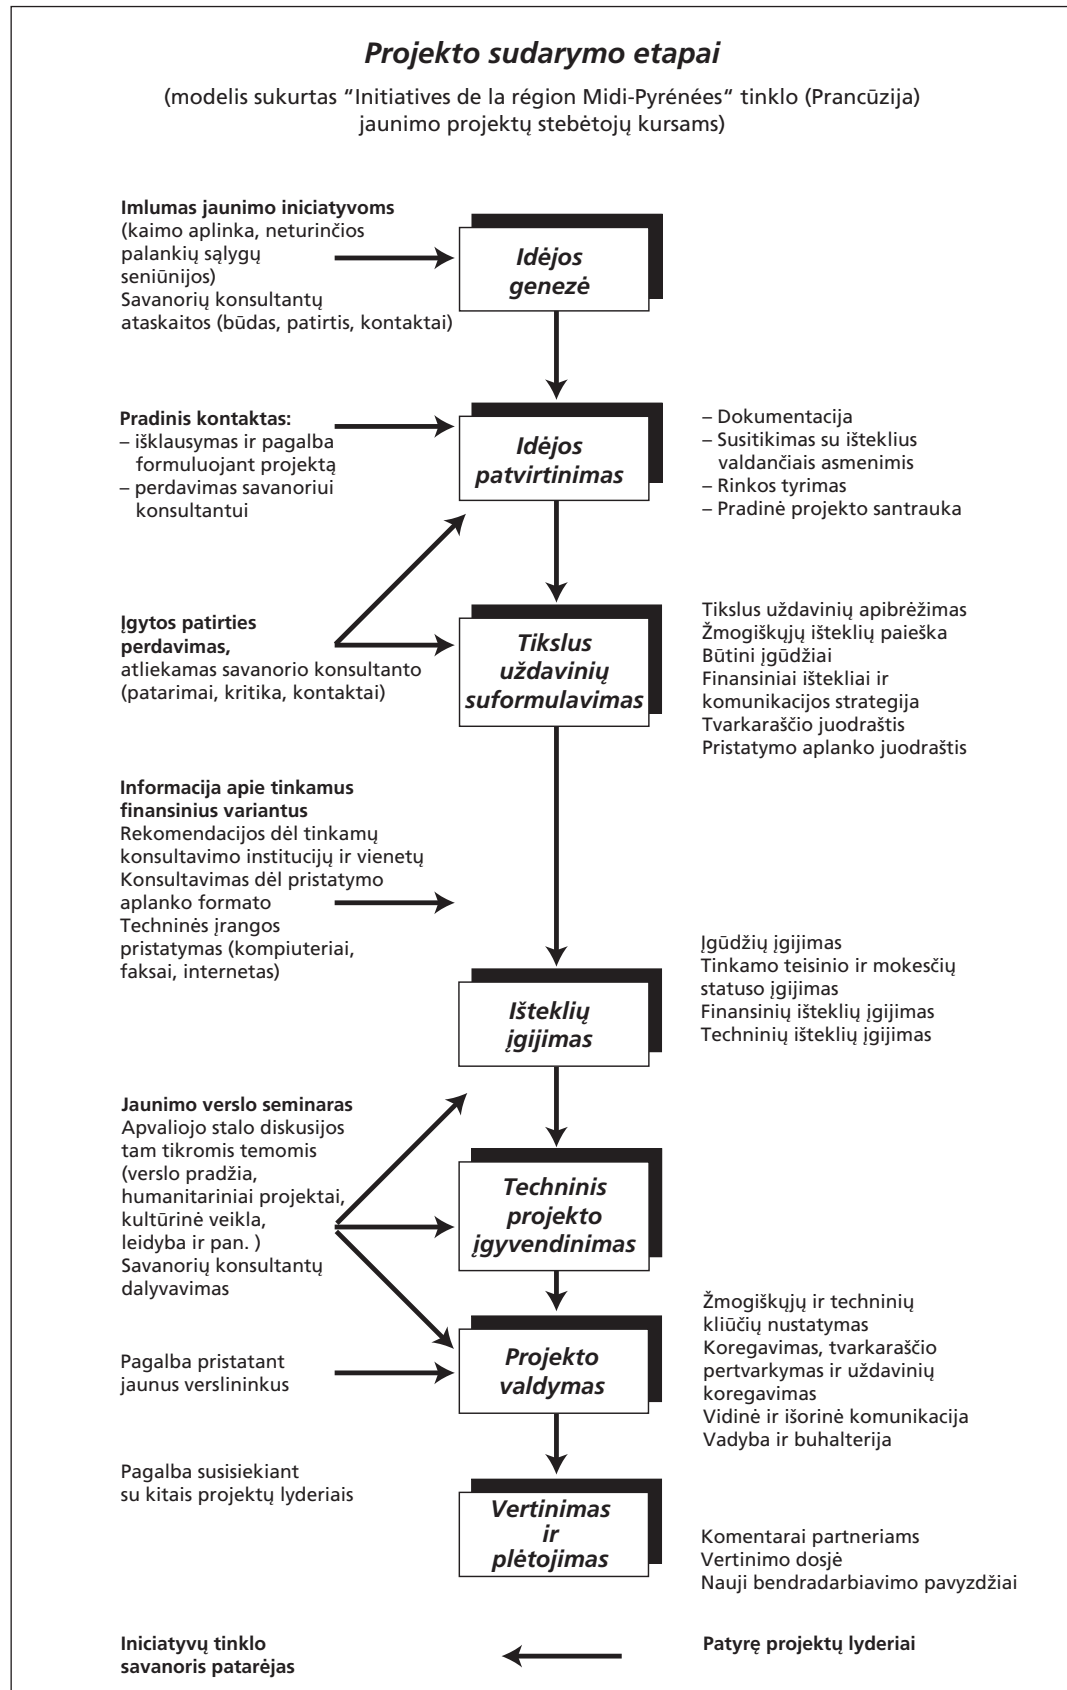 Projekto sudarymo etapai
(modelis sukurtas “Initiatives de la région Midi-Pyrénées“ tinklo (Prancūzija)
jaunimo projektų stebėtojų kursams)
Imlumas jaunimo iniciatyvoms
(kaimo aplinka, neturinčios
palankių sąlygų
seniūnijos)
Savanorių konsultantų
ataskaitos (būdas, patirtis, kontaktai)
Idėjos
genezė
Pradinis kontaktas:
– išklausymas ir pagalba
formuluojant projektą
– perdavimas savanoriui
konsultantui
Idėjos
patvirtinimas
– Dokumentacija
– Susitikimas su išteklius
valdančiais asmenimis
– Rinkos tyrimas
– Pradinė projekto santrauka
Įgytos patirties
perdavimas,
atliekamas savanorio konsultanto
(patarimai, kritika, kontaktai)
Tikslus
uždavinių
suformulavimas
Tikslus uždavinių apibrėžimas
Žmogiškųjų išteklių paieška
Būtini įgūdžiai
Finansiniai ištekliai ir
komunikacijos strategija
Tvarkaraščio juodraštis
Pristatymo aplanko juodraštis
Informacija apie tinkamus
finansinius variantus
Rekomendacijos dėl tinkamų
konsultavimo institucijų ir vienetų
Konsultavimas dėl pristatymo
aplanko formato
Techninės įrangos
pristatymas (kompiuteriai,
faksai, internetas)
Išteklių
įgijimas
Įgūdžių įgijimas
Tinkamo teisinio ir mokesčių
statuso įgijimas
Finansinių išteklių įgijimas
Techninių išteklių įgijimas
Jaunimo verslo seminaras
Apvaliojo stalo diskusijos
tam tikromis temomis
(verslo pradžia,
humanitariniai projektai,
kultūrinė veikla,
leidyba ir pan. )
Savanorių konsultantų
dalyvavimas
Techninis
projekto
įgyvendinimas
Pagalba pristatant
jaunus verslininkus
Projekto
valdymas
Žmogiškųjų ir techninių
kliūčių nustatymas
Koregavimas, tvarkaraščio
pertvarkymas ir uždavinių
koregavimas
Vidinė ir išorinė komunikacija
Vadyba ir buhalterija
Pagalba susisiekiant
su kitais projektų lyderiais
Vertinimas
ir
plėtojimas
Komentarai partneriams
Vertinimo dosjė
Nauji bendradarbiavimo pavyzdžiai
Iniciatyvų tinklo
savanoris patarėjas
Patyrę projektų lyderiai